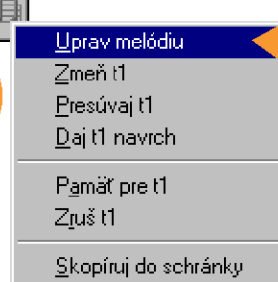 Uprav melódiu
Zmeň t1
Presúvaj t1
Daj t1 navrch
Pamäť pre t1
Zruš t1
Skopíruj do schránky